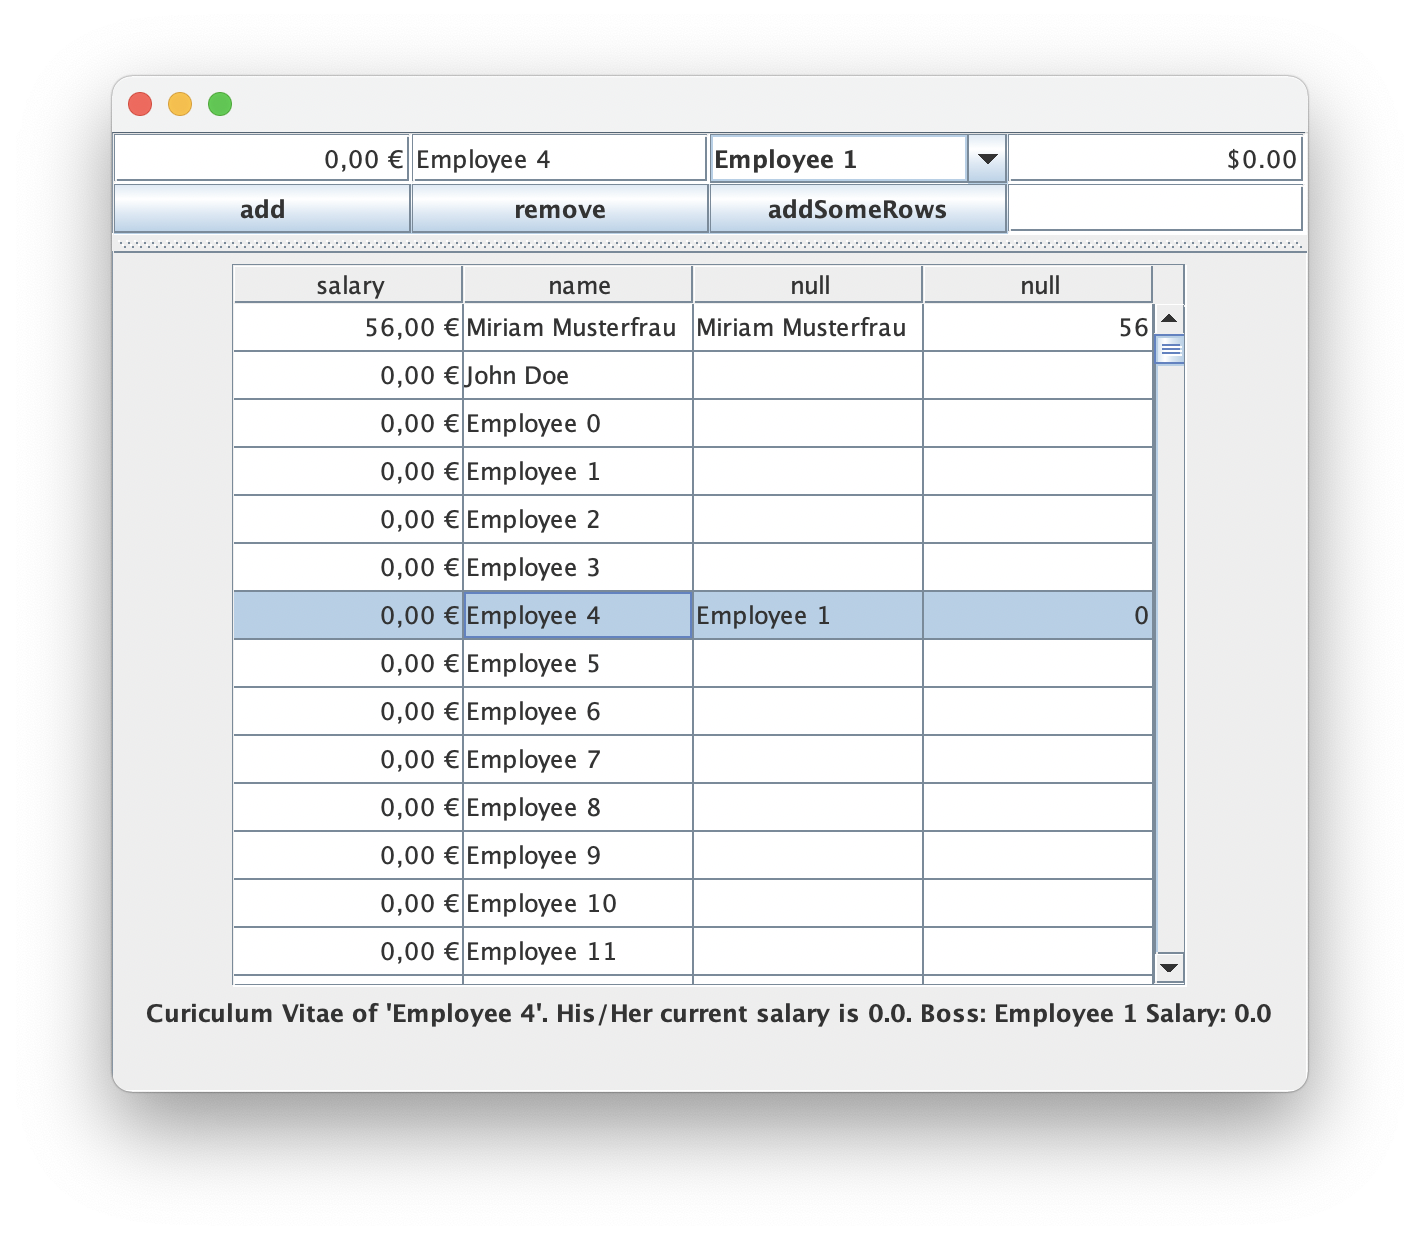 0,00 € Employee 4 Employee 1 $0.00
add remove addSomeRows
salary name null null
56,00 € Miriam Musterfrau Miriam Musterfrau 56
0,00 € John Doe
0,00 € Employee 0
0,00 € Employee 1
0,00 € Employee 2
0,00 € Employee 3
0,00 € Employee 4 Employee 1 0
0,00 € Employee 5
0,00 € Employee 6
0,00 € Employee 7
0,00 € Employee 8
0,00 € Employee 9
0,00 € Employee 10
0,00 € Employee 11
Curiculum Vitae of 'Employee 4'. His/Her current salary is 0.0. Boss: Employee 1 Salary: 0.0